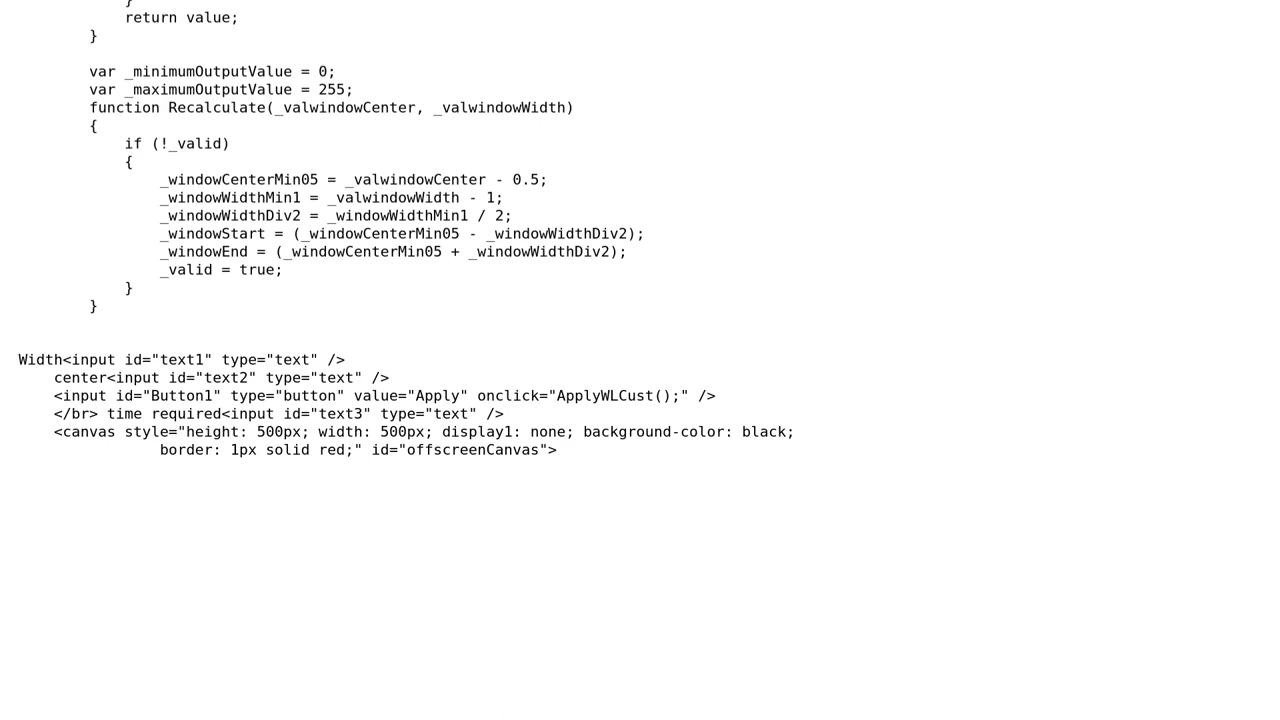 }
            return value;
        }

        var _minimumOutputValue = 0;
        var _maximumOutputValue = 255;
        function Recalculate(_valwindowCenter, _valwindowWidth)
        {
            if (!_valid)
            {
                _windowCenterMin05 = _valwindowCenter - 0.5;
                _windowWidthMin1 = _valwindowWidth - 1;
                _windowWidthDiv2 = _windowWidthMin1 / 2;
                _windowStart = (_windowCenterMin05 - _windowWidthDiv2);
                _windowEnd = (_windowCenterMin05 + _windowWidthDiv2);
                _valid = true;
            }
        }

Width<input id="text1" type="text" />
    center<input id="text2" type="text" />
    <input id="Button1" type="button" value="Apply" onclick="ApplyWLCust();" />
    </br> time required<input id="text3" type="text" />
    <canvas style="height: 500px; width: 500px; display1: none; background-color: black;
                border: 1px solid red;" id="offscreenCanvas">